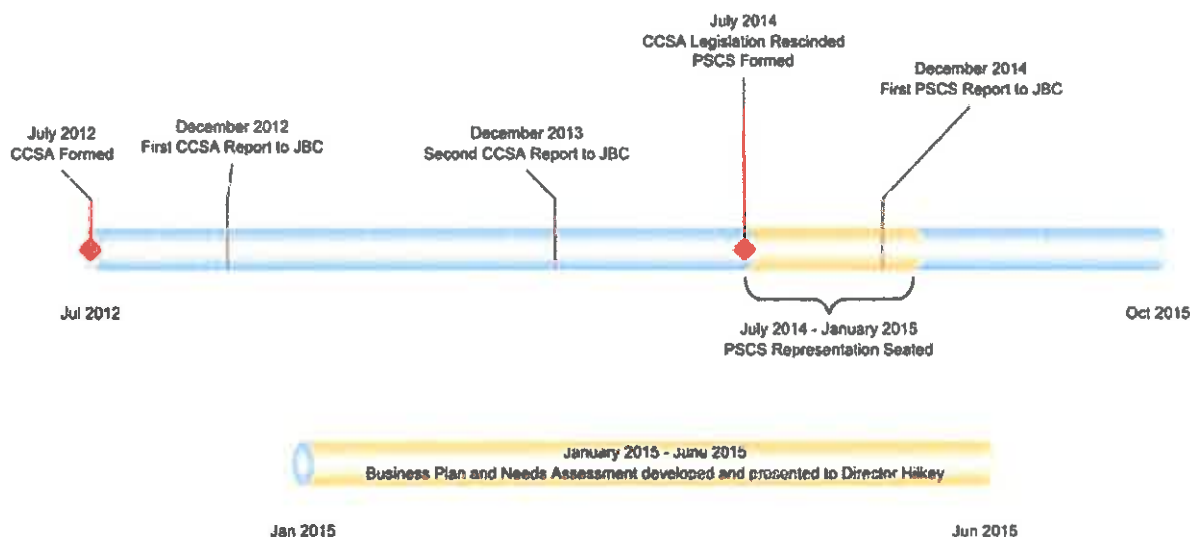 July 2014
CCSA Legislation Rescinded
PSCS Formed
December 2014
First PSCS Report to JBC
July 2012
CCSA Formed
December 2012
First CCSA Report to JBC
December 2013
Second CCSA Report to JBC
Jul 2012
Oct 2015
July 2014 - January 2015
PSCS Representation Seated
January 2015 - June 2015
Business Plan and Needs Assessment developed and presented to Director Hilkey
Jan 2015
Jun 2015